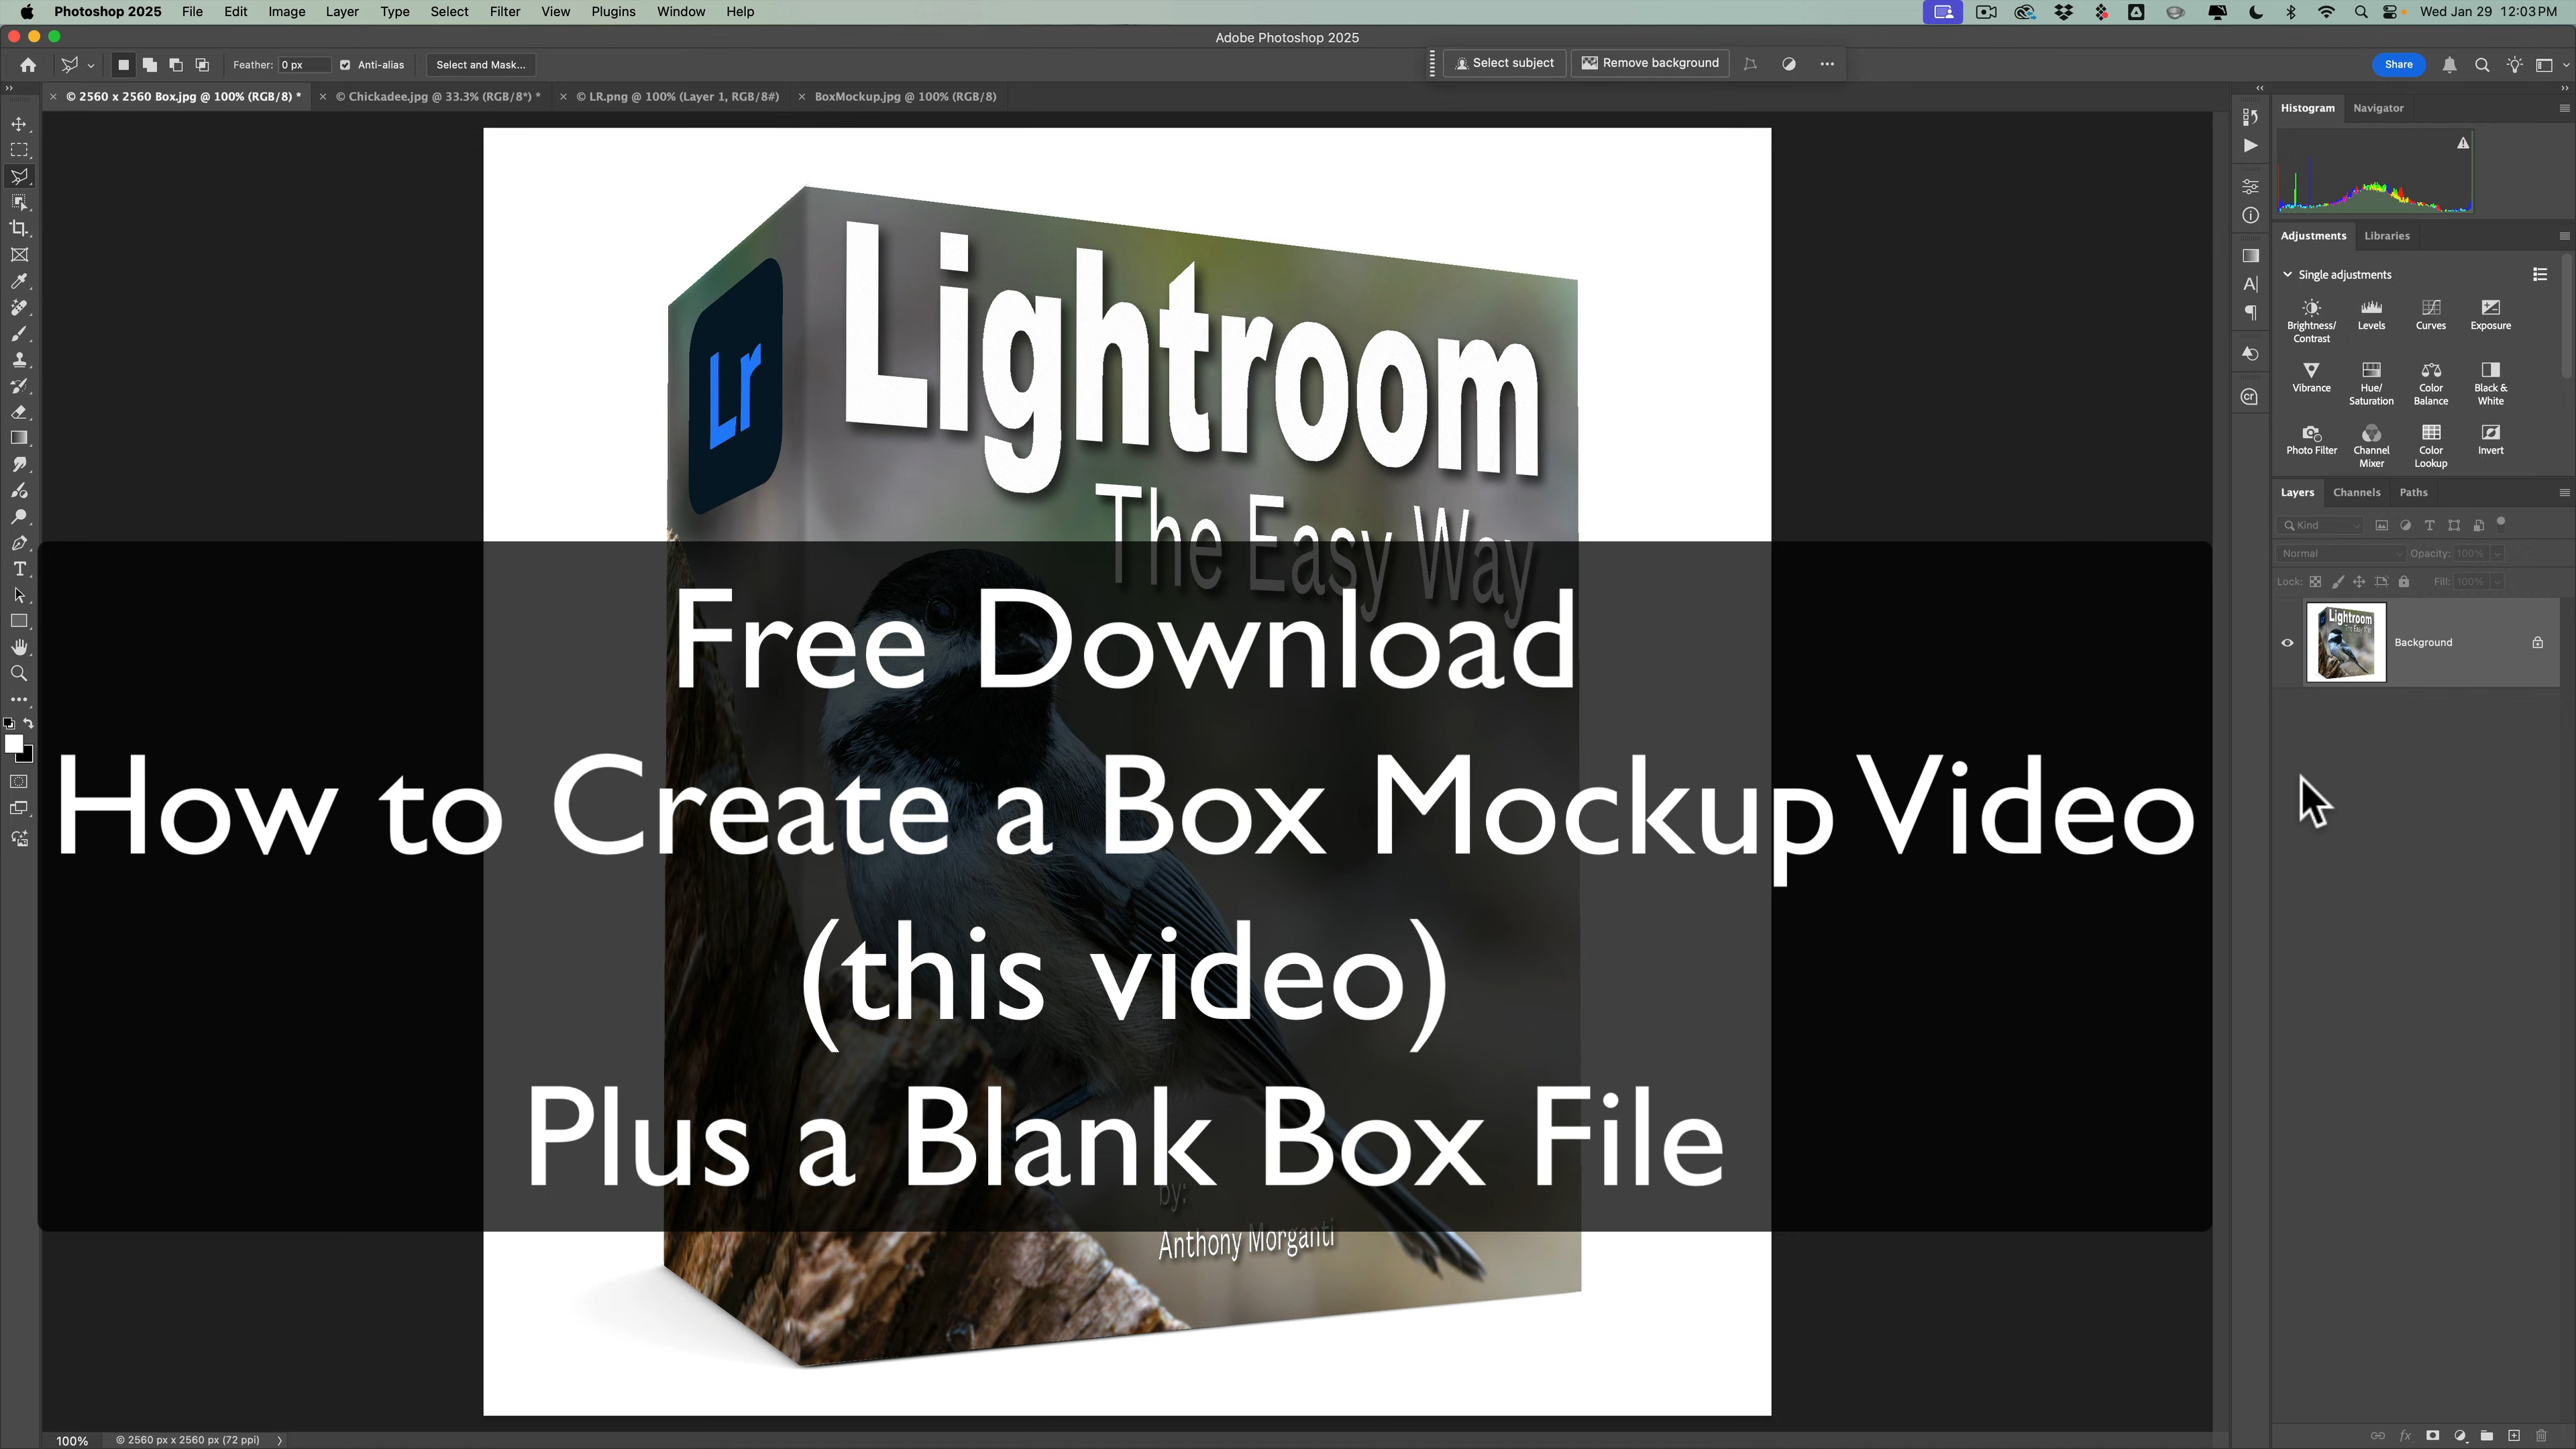 Photoshop 2025 File Edit Image Layer Type Select Filter View Plugins Window Help Wed Jan 29 12:03 PM
Adobe Photoshop 2025
Feather: 0 px Anti-alias Select and Mask... Select subject Remove background Share
© 2560 x 2560 Box.jpg @ 100% (RGB/8) * © Chickadee.jpg @ 33.3% (RGB/8*) * © LR.png @ 100% (Layer 1, RGB/8#) BoxMockup.jpg @ 100% (RGB/8)
Histogram Navigator
Adjustments Libraries
Single adjustments
Brightness/ Contrast Levels Curves Exposure
Vibrance Hue/ Saturation Color Balance Black & White
Photo Filter Channel Mixer Color Lookup Invert
Layers Channels Paths
Kind
Normal Opacity: 100%
Lock: Fill: 100%
Lightroom
The Easy Way
Background
Lr
Lightroom
The Easy Way
Free Download
How to Create a Box Mockup Video
(this video)
Plus a Blank Box File
by:
Anthony Morganti
A
cr
T
fx
100% © 2560 px x 2560 px (72 ppi)